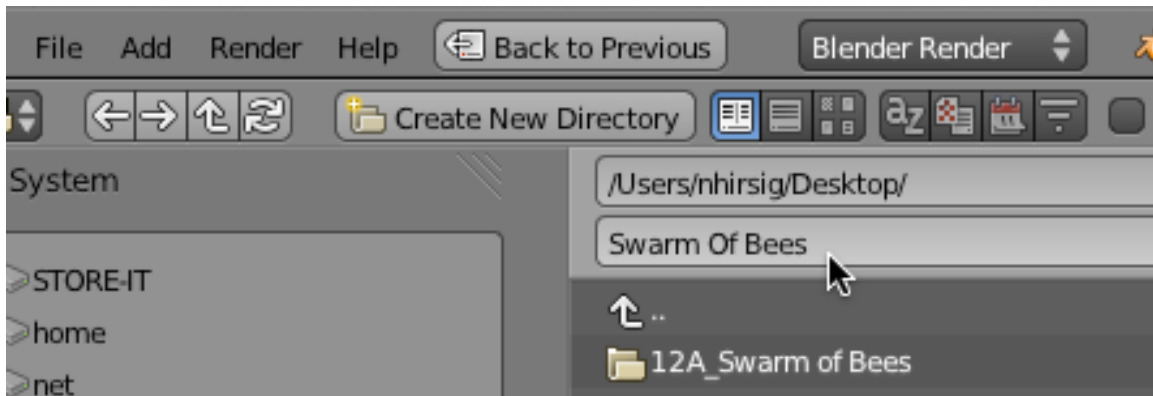 File Add Render Help Back to Previous Blender Render
Create New Directory az
System
/Users/nhirsig/Desktop/
Swarm Of Bees
STORE-IT
..
home
12A_Swarm of Bees
net